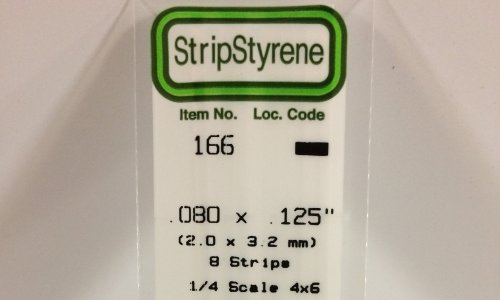 StripStyrene
Item No. Loc. Code
166
.080 x .125"
(2.0 x 3.2 mm)
8 Strips
1/4 Scale 4x6